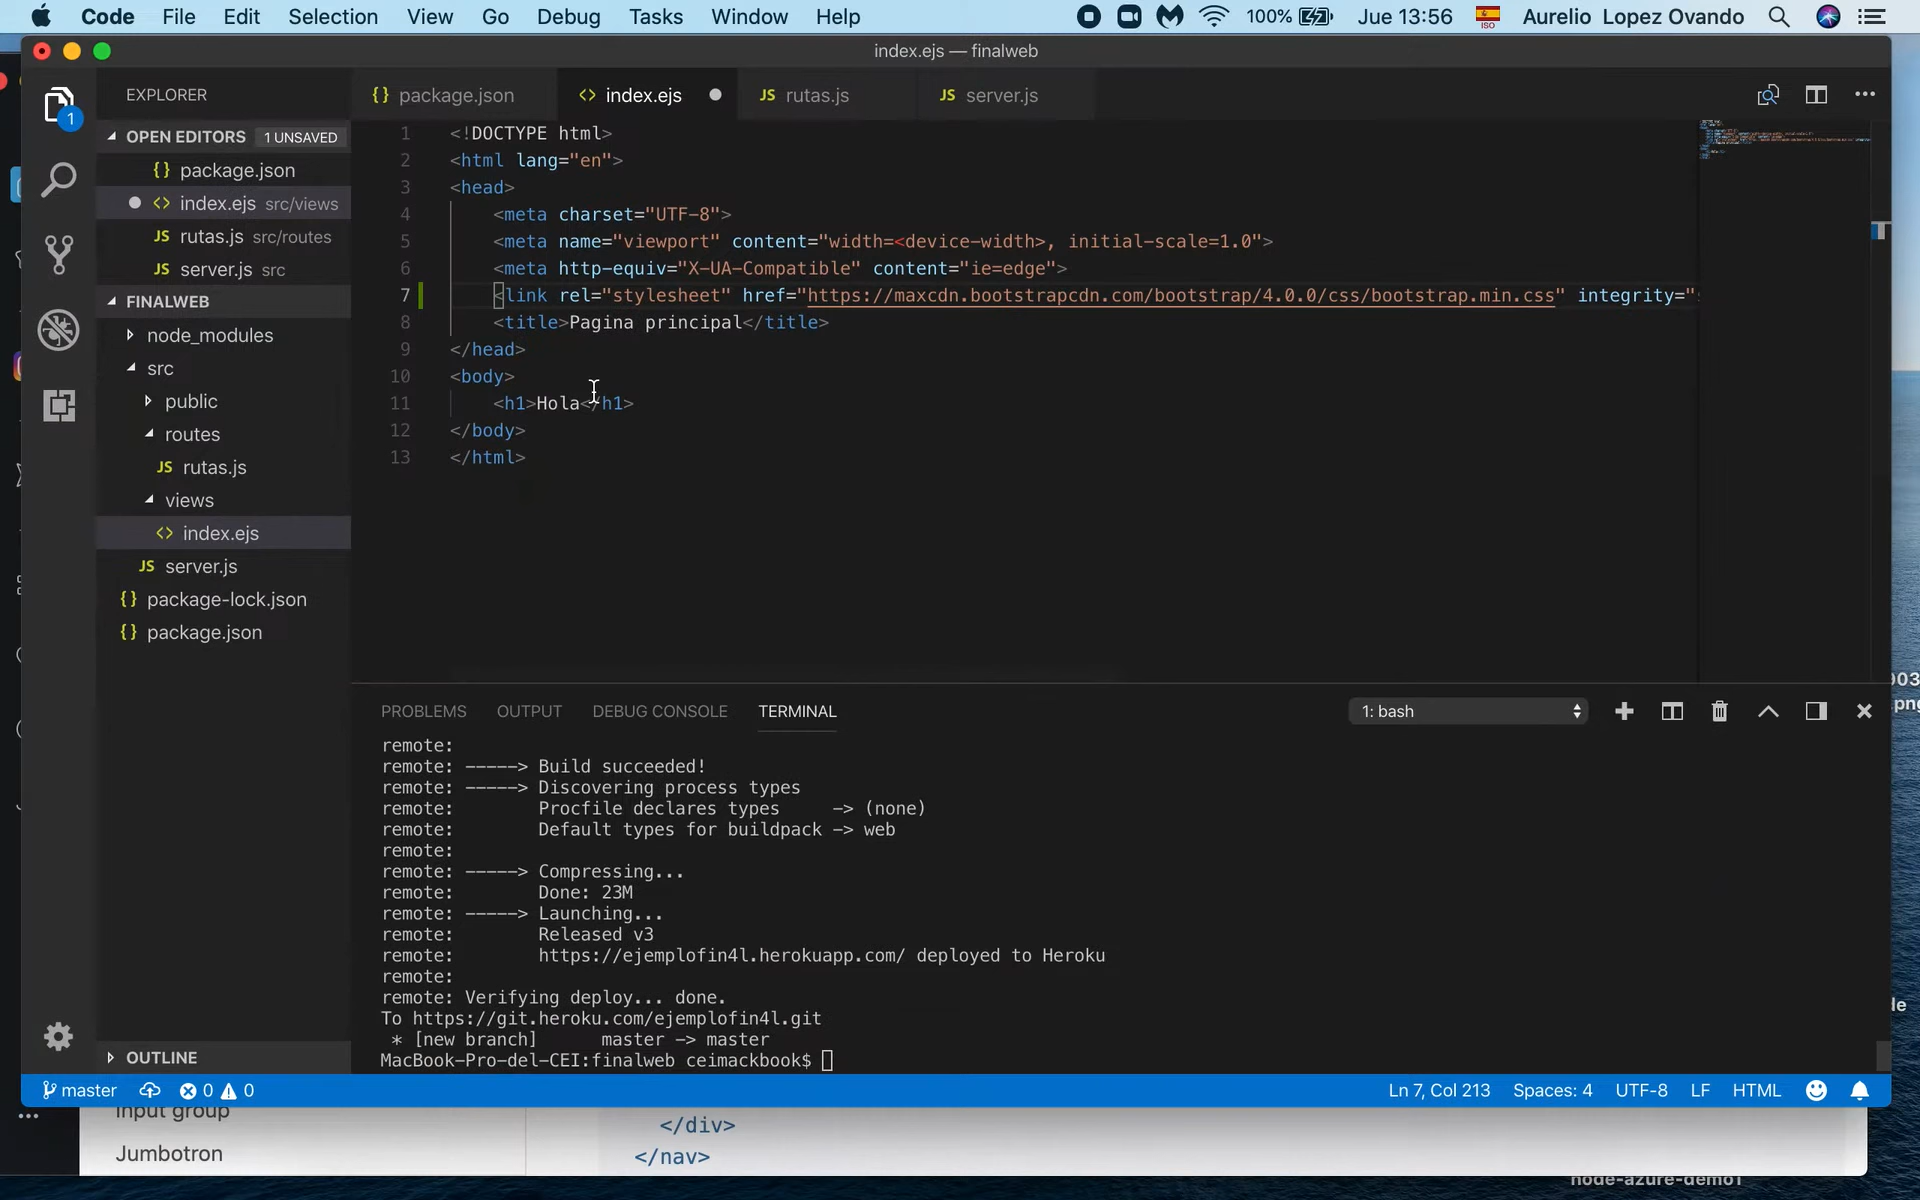 Code File Edit Selection View Go Debug Tasks Window Help 100% Jue 13:56 ISO Aurelio Lopez Ovando
index.ejs — finalweb
EXPLORER
{} package.json <> index.ejs JS rutas.js JS server.js
OPEN EDITORS 1 UNSAVED
{} package.json
<> index.ejs src/views
JS rutas.js src/routes
JS server.js src
FINALWEB
node_modules
src
public
routes
JS rutas.js
views
<> index.ejs
JS server.js
{} package-lock.json
{} package.json
OUTLINE
1
1 <!DOCTYPE html>
2 <html lang="en">
3 <head>
4 <meta charset="UTF-8">
5 <meta name="viewport" content="width=<device-width>, initial-scale=1.0">
6 <meta http-equiv="X-UA-Compatible" content="ie=edge">
7 <link rel="stylesheet" href="https://maxcdn.bootstrapcdn.com/bootstrap/4.0.0/css/bootstrap.min.css" integrity="
8 <title>Pagina principal</title>
9 </head>
10 <body>
11 <h1>Hola</h1>
12 </body>
13 </html>
PROBLEMS OUTPUT DEBUG CONSOLE TERMINAL 1: bash
remote:
remote: -----> Build succeeded!
remote: -----> Discovering process types
remote: Procfile declares types -> (none)
remote: Default types for buildpack -> web
remote:
remote: -----> Compressing...
remote: Done: 23M
remote: -----> Launching...
remote: Released v3
remote: https://ejemplofin4l.herokuapp.com/ deployed to Heroku
remote:
remote: Verifying deploy... done.
To https://git.heroku.com/ejemplofin4l.git
* [new branch] master -> master
MacBook-Pro-del-CEI:finalweb ceimackbook$
master 0 0 Ln 7, Col 213 Spaces: 4 UTF-8 LF HTML
Input group
Jumbotron
</div>
</nav>
node-azure-demo1